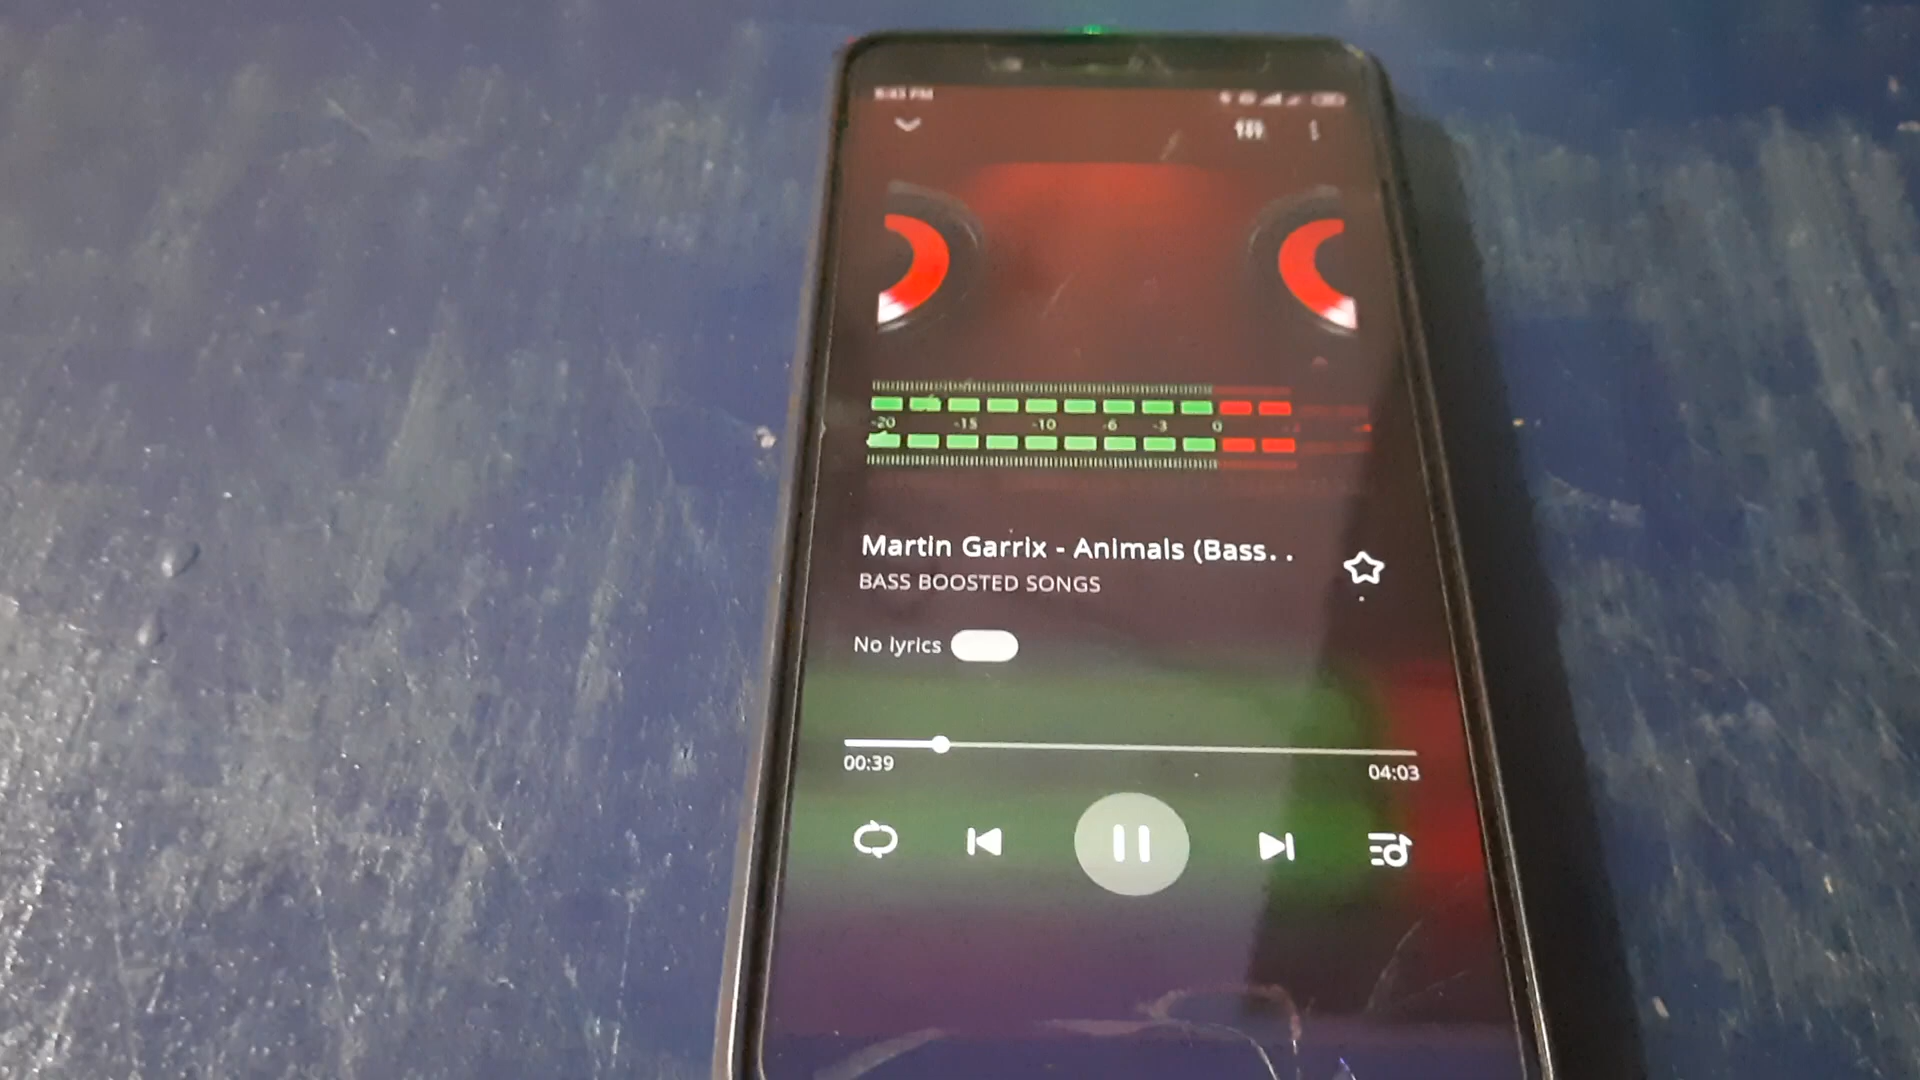 -20 -15 -10 -6 -3 0
Martin Garrix - Animals (Bass. .
BASS BOOSTED SONGS
No lyrics
00:39
04:03